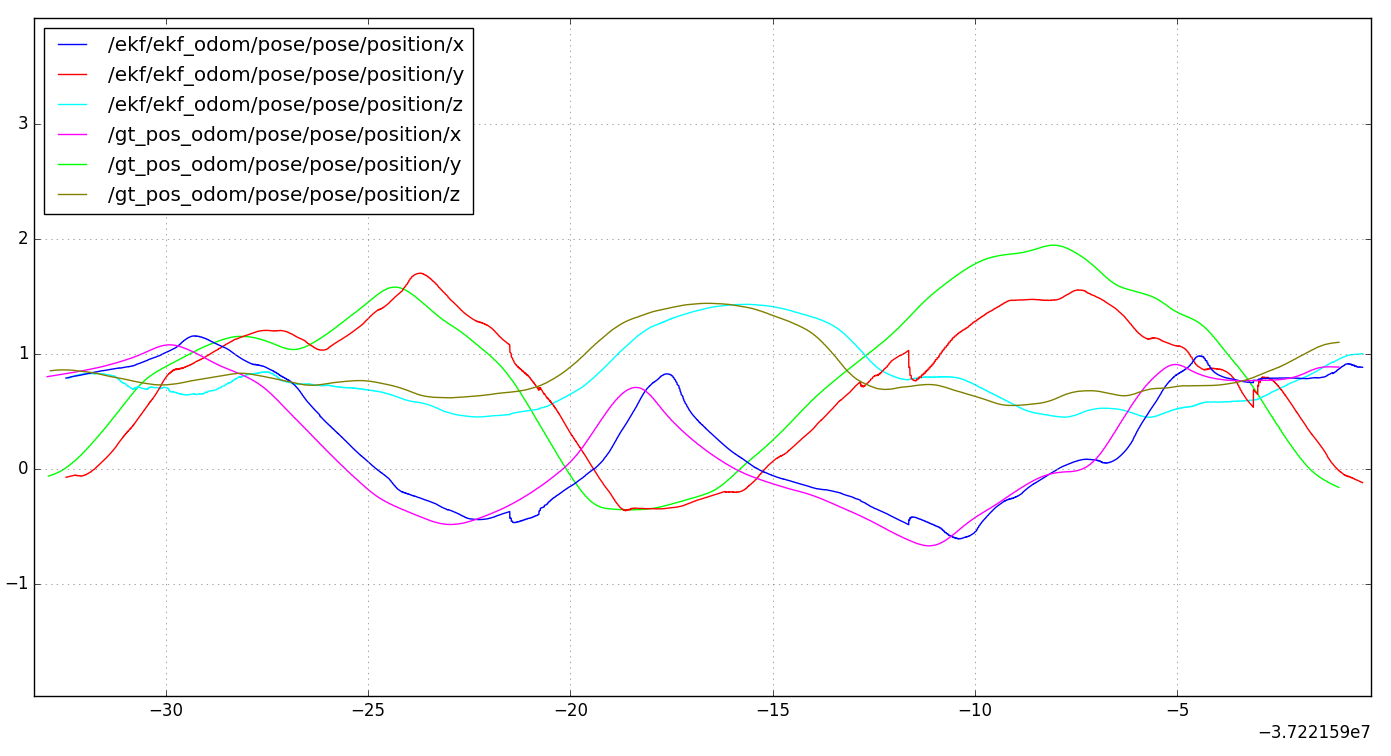 /ekf/ekf_odom/pose/pose/position/x
/ekf/ekf_odom/pose/pose/position/y
/ekf/ekf_odom/pose/pose/position/z
/gt_pos_odom/pose/pose/position/x
/gt_pos_odom/pose/pose/position/y
/gt_pos_odom/pose/pose/position/z
3
2
1
0
−1
−30 −25 −20 −15 −10 −5
−3.722159e7